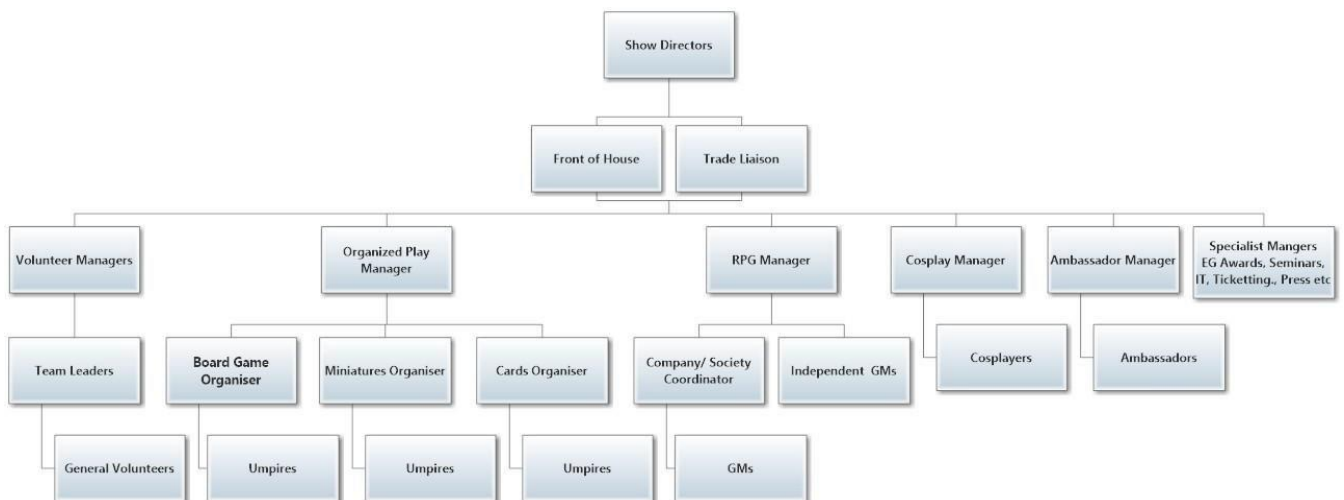 Show Directors
Front of House
Trade Liaison
Volunteer Managers
Organized Play
Manager
RPG Manager
Cosplay Manager
Ambassador Manager
Specialist Mangers
EG Awards, Seminars,
IT, Ticketting., Press etc
Team Leaders
Board Game
Organiser
Miniatures Organiser
Cards Organiser
Company/ Society
Coordinator
Independent GMs
Cosplayers
Ambassadors
General Volunteers
Umpires
Umpires
Umpires
GMs